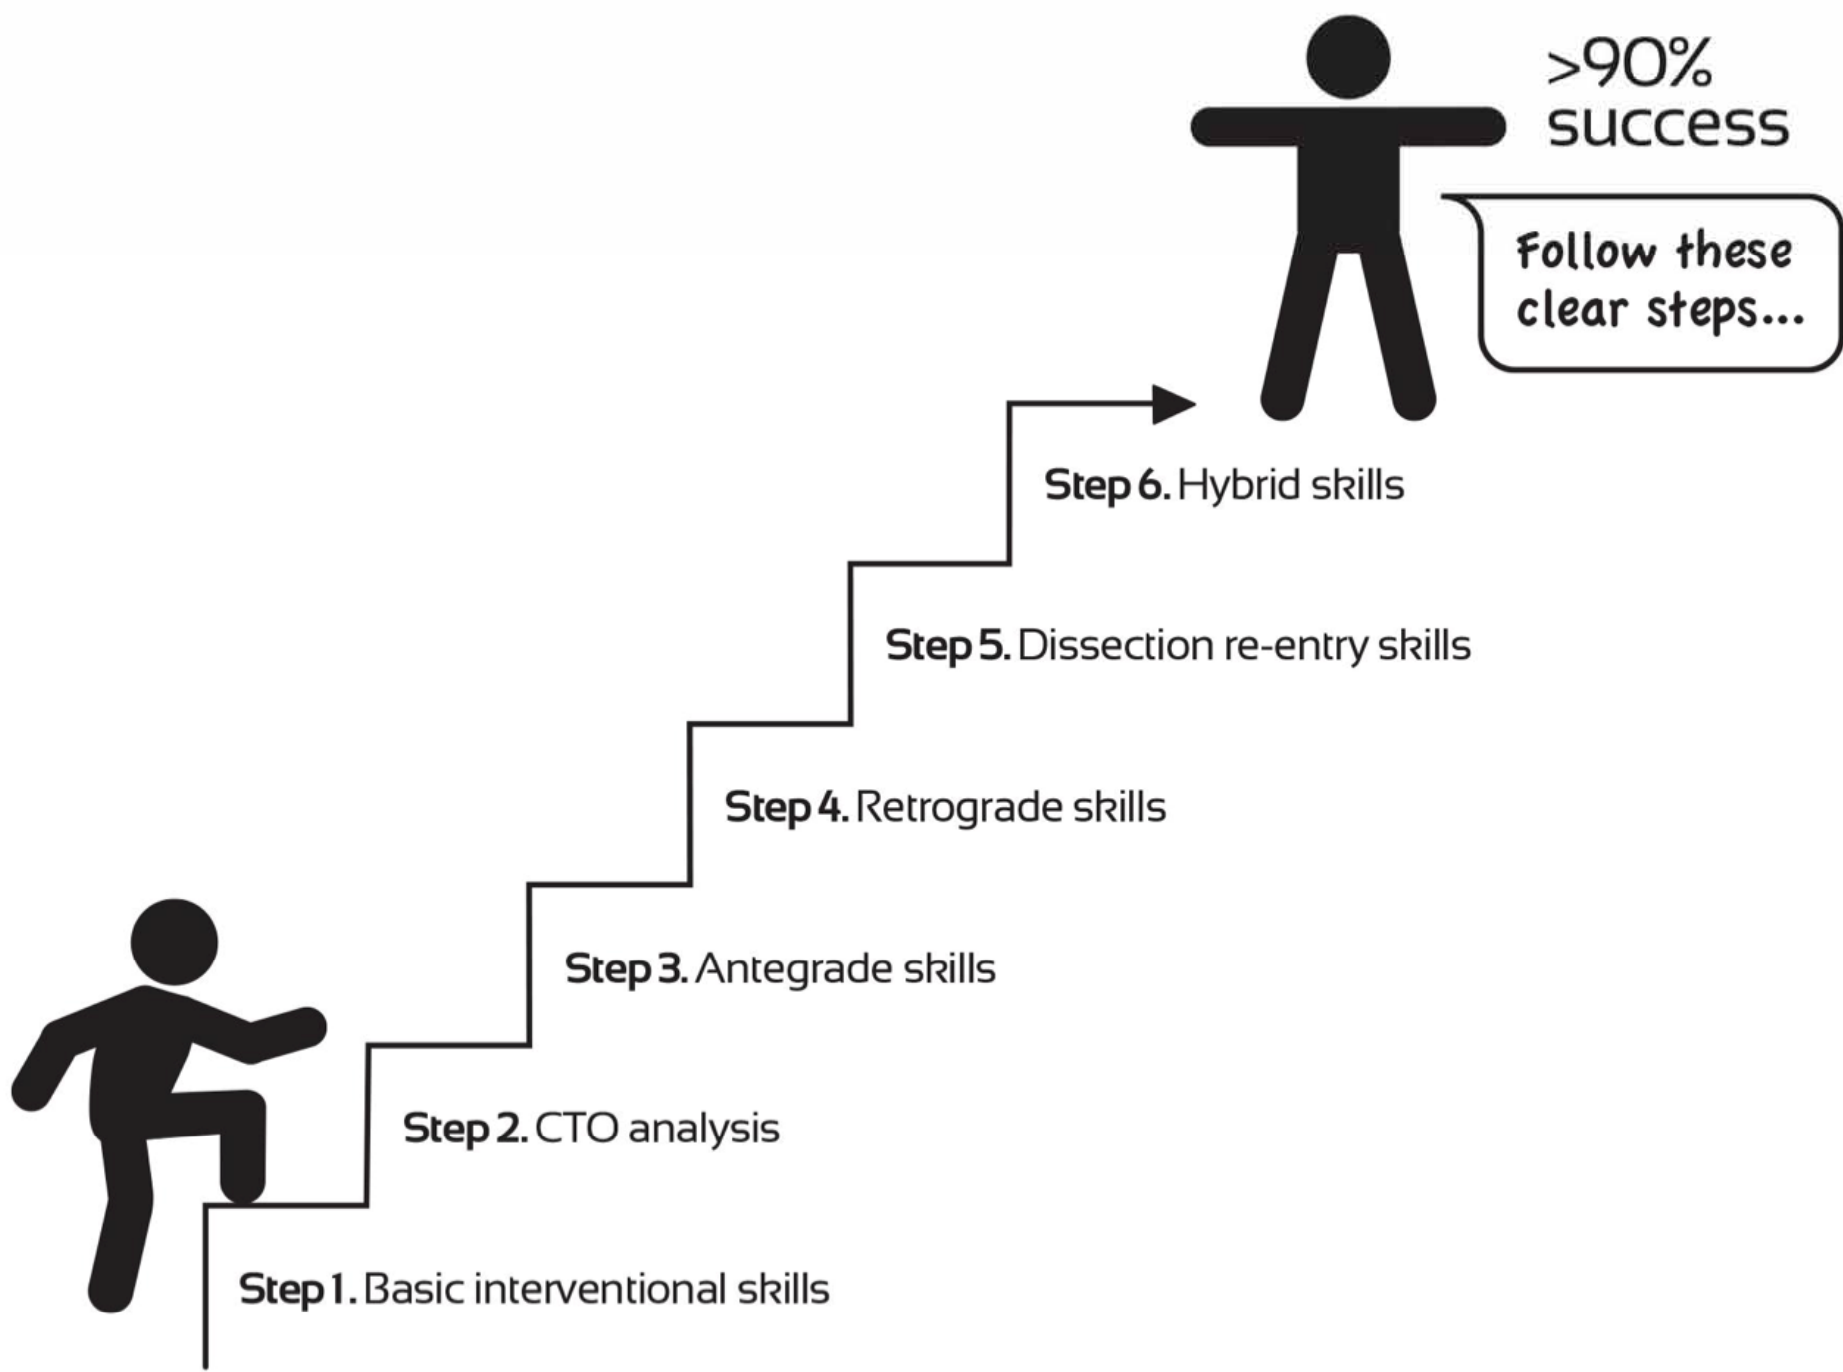 >90%
success
Follow these
clear steps...
Step 6. Hybrid skills
Step 5. Dissection re-entry skills
Step 4. Retrograde skills
Step 3. Antegrade skills
Step 2. CTO analysis
Step 1. Basic interventional skills